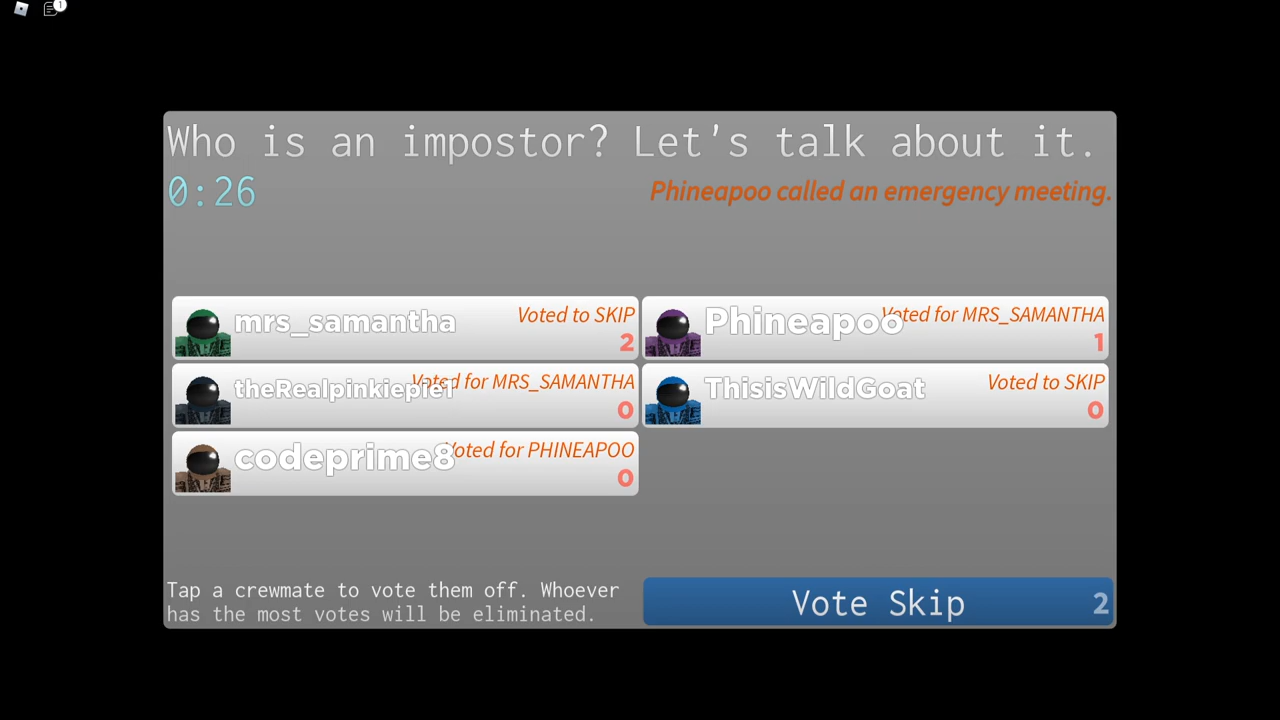 1
Who is an impostor? Let's talk about it.
0:26
Phineapoo called an emergency meeting.
mrs_samantha
Voted to SKIP
2
Phineapoo
Voted for MRS_SAMANTHA
1
theRealpinkiepie1
Voted for MRS_SAMANTHA
0
ThisisWildGoat
Voted to SKIP
0
codeprime8
Voted for PHINEAPOO
0
Tap a crewmate to vote them off. Whoever
has the most votes will be eliminated.
Vote Skip
2